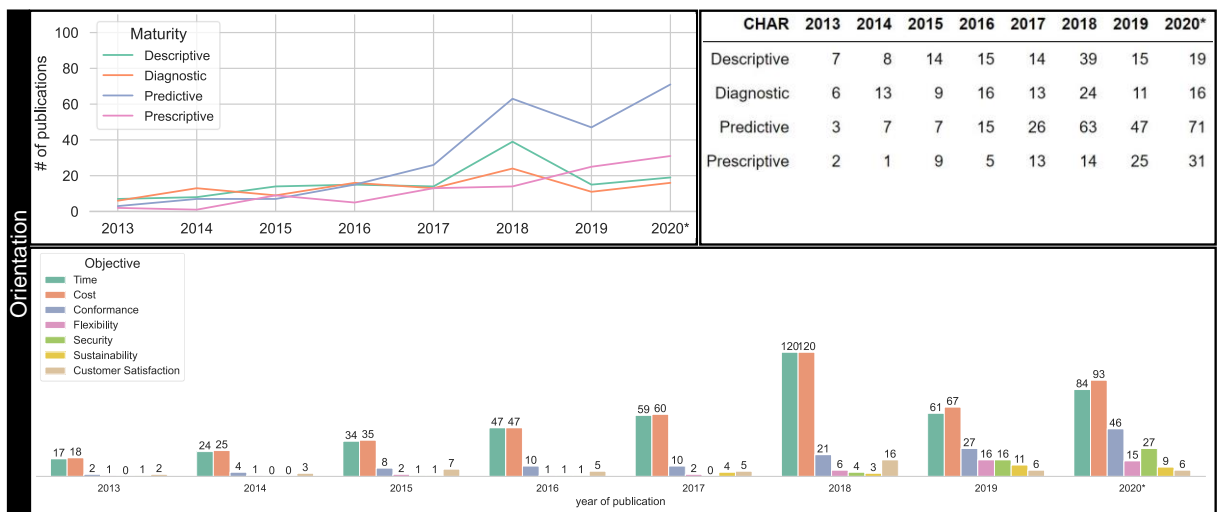 Orientation
# of publications
100
80
60
40
20
0
Maturity
Descriptive
Diagnostic
Predictive
Prescriptive
2013 2014 2015 2016 2017 2018 2019 2020*
CHAR 2013 2014 2015 2016 2017 2018 2019 2020*
Descriptive 7 8 14 15 14 39 15 19
Diagnostic 6 13 9 16 13 24 11 16
Predictive 3 7 7 15 26 63 47 71
Prescriptive 2 1 9 5 13 14 25 31
Objective
Time
Cost
Conformance
Flexibility
Security
Sustainability
Customer Satisfaction
17 18 2 1 0 1 2
24 25 4 1 0 0 3
34 35 8 2 1 1 7
47 47 10 1 1 1 5
59 60 10 2 0 4 5
120 120 21 6 4 3 16
61 67 27 16 16 11 6
84 93 46 15 27 9 6
2013 2014 2015 2016 2017 2018 2019 2020*
year of publication